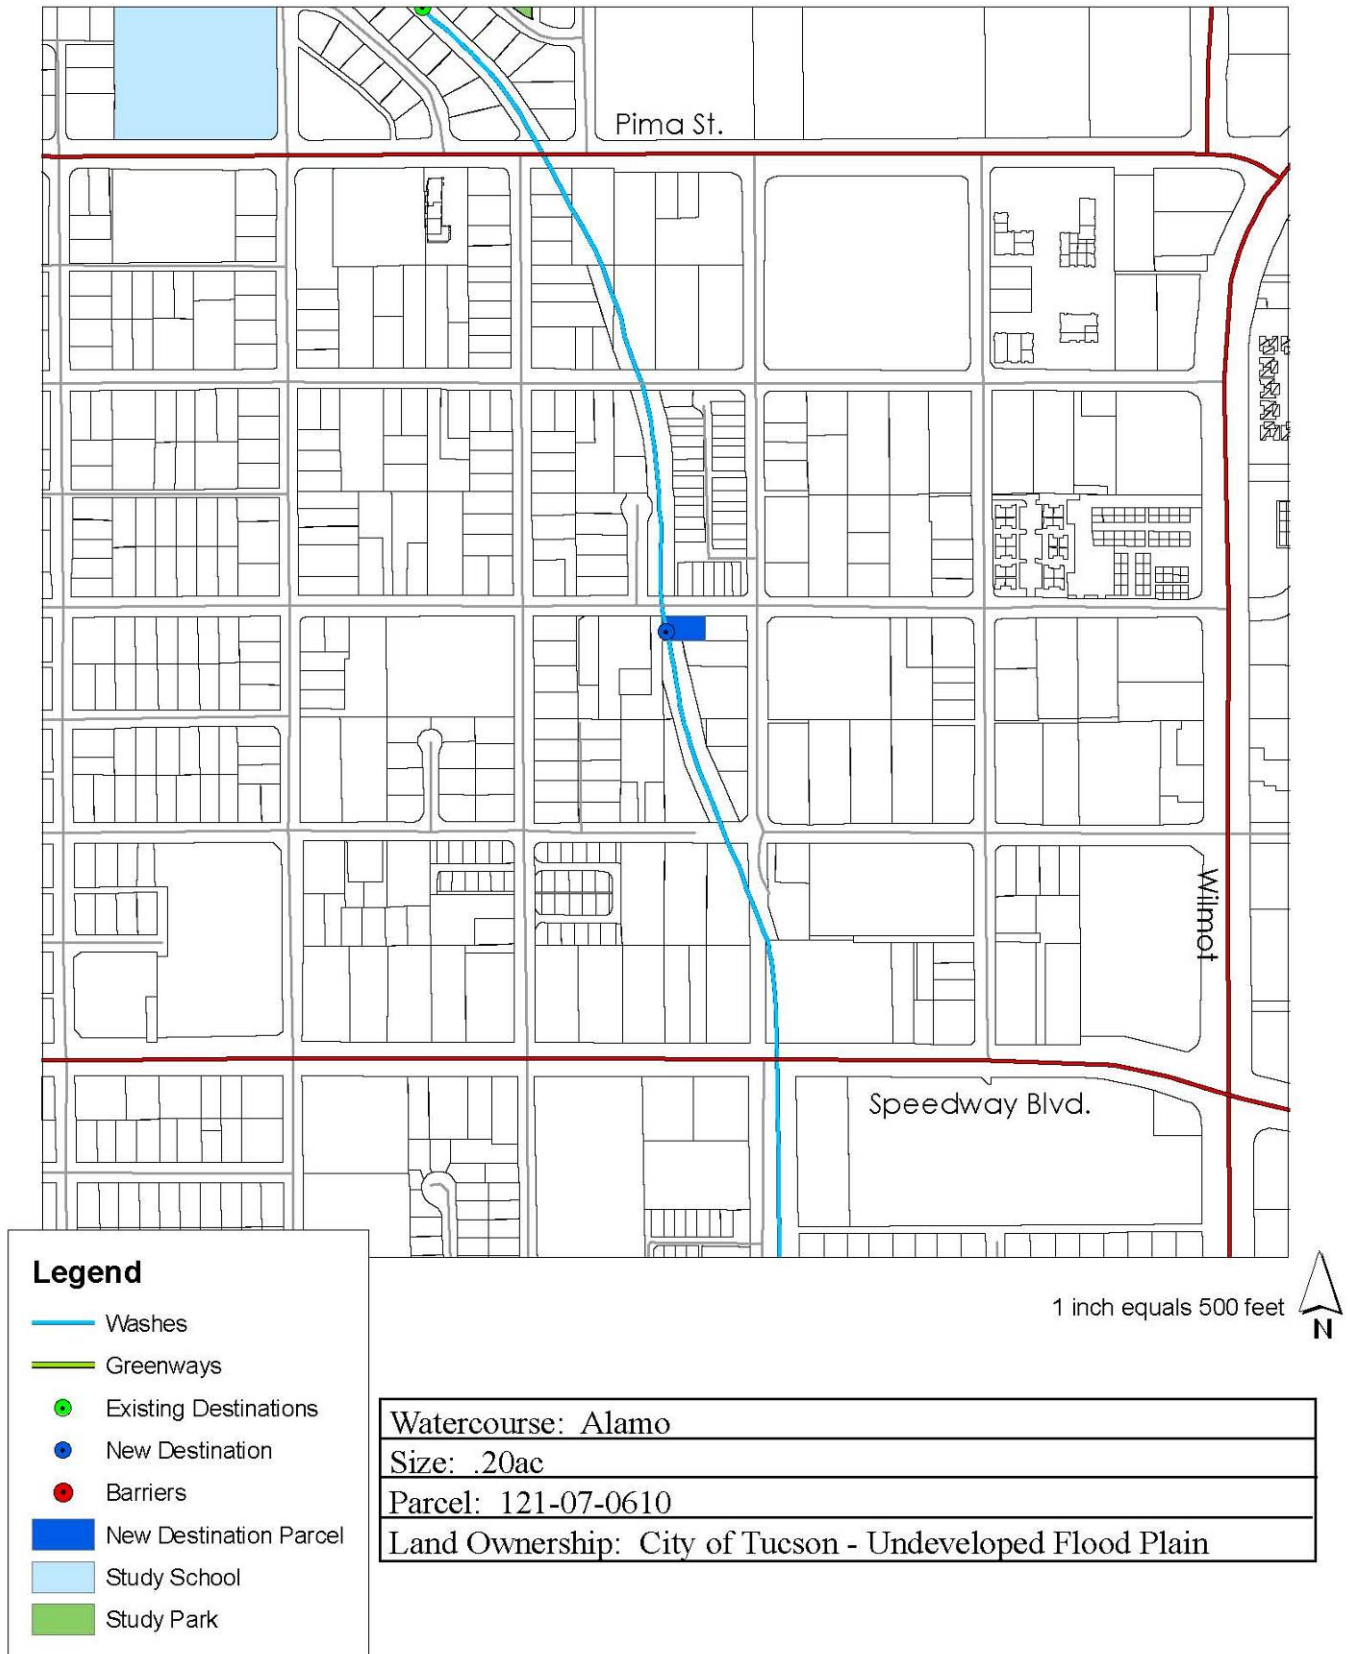 Pima St.
Wilmot
Speedway Blvd.
Legend
Washes
Greenways
Existing Destinations
New Destination
Barriers
New Destination Parcel
Study School
Study Park
1 inch equals 500 feet
N
Watercourse: Alamo
Size: .20ac
Parcel: 121-07-0610
Land Ownership: City of Tucson - Undeveloped Flood Plain